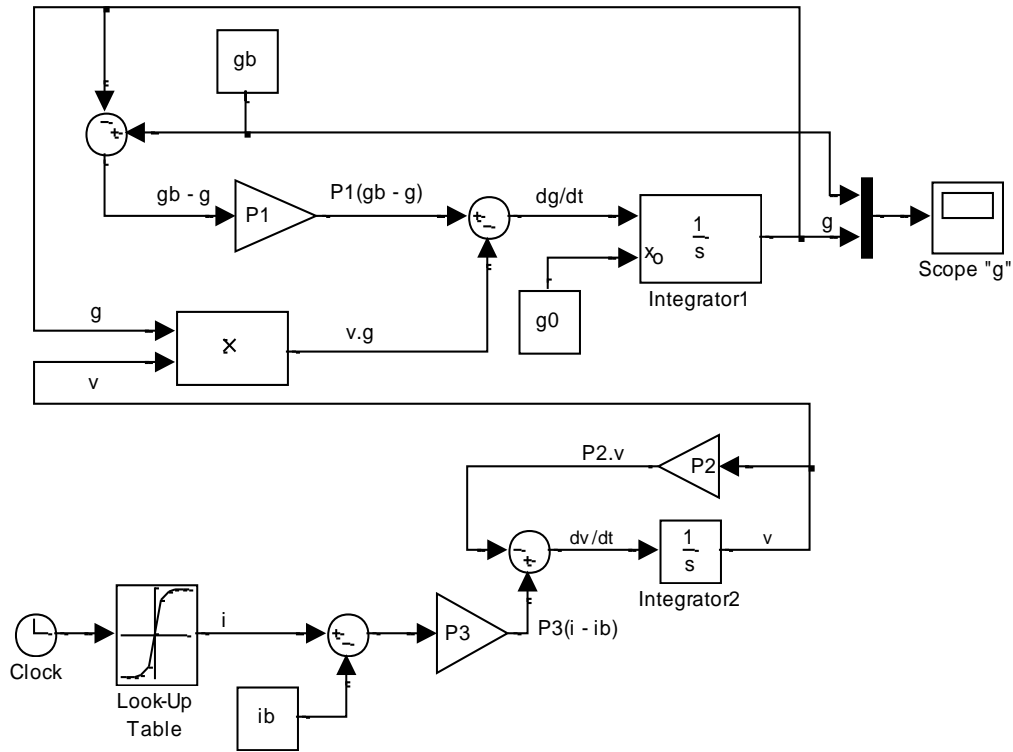 gb
gb - g
P1
P1(gb - g)
dg/dt
1
s
xo
g
Scope "g"
Integrator1
g
g0
x
v.g
v
P2.v
P2
dv/dt
1
s
v
Integrator2
i
P3
P3(i - ib)
Clock
Look-Up
Table
ib